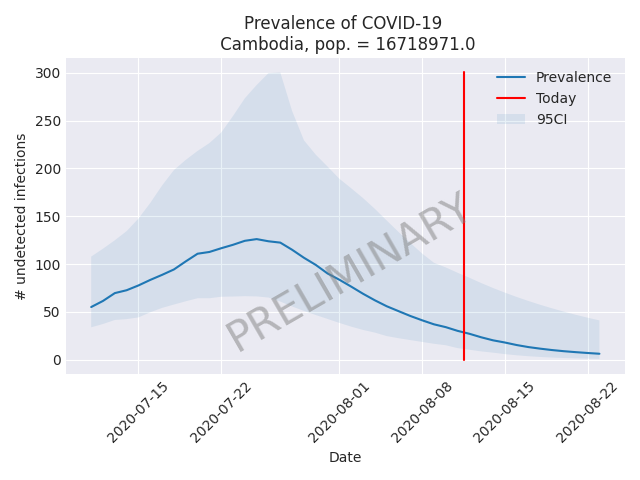 Prevalence of COVID-19
Cambodia, pop. = 16718971.0
# undetected infections
300
250
200
150
100
50
0
Prevalence
Today
95CI
PRELIMINARY
2020-07-15
2020-07-22
2020-08-01
2020-08-08
2020-08-15
2020-08-22
Date